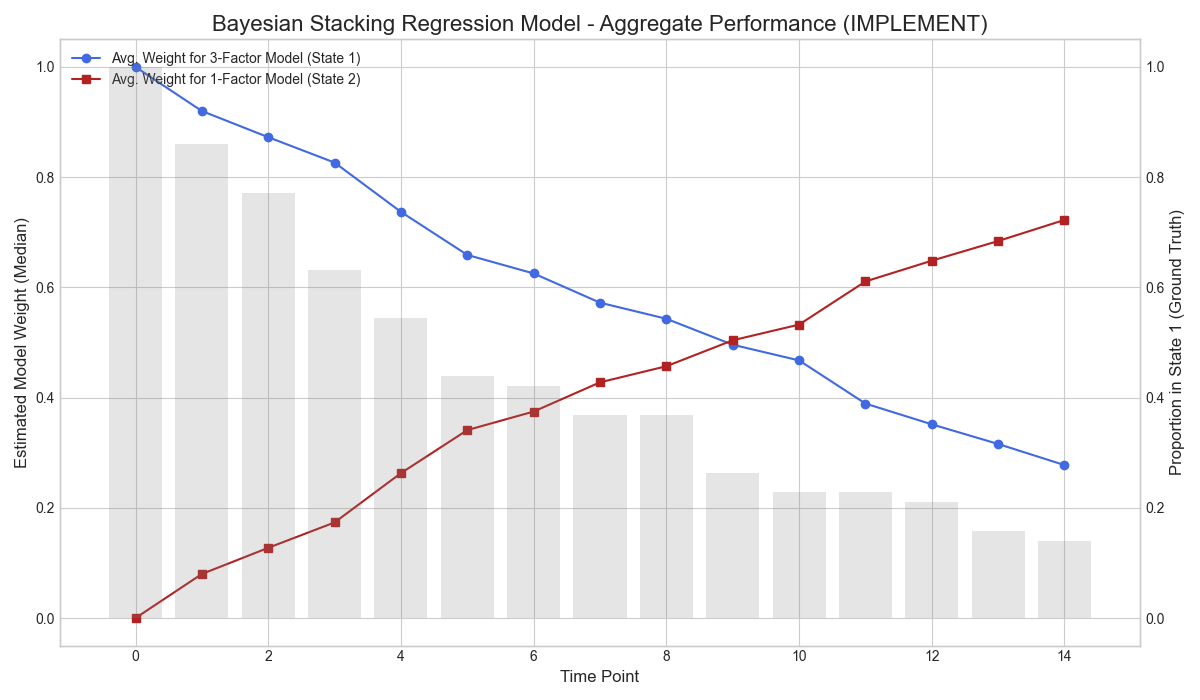 Bayesian Stacking Regression Model - Aggregate Performance (IMPLEMENT)
Avg. Weight for 3-Factor Model (State 1)
Avg. Weight for 1-Factor Model (State 2)
Estimated Model Weight (Median)
1.0
0.8
0.6
0.4
0.2
0.0
1.0
0.8
0.6
0.4
0.2
0.0
Proportion in State 1 (Ground Truth)
0 2 4 6 8 10 12 14
Time Point